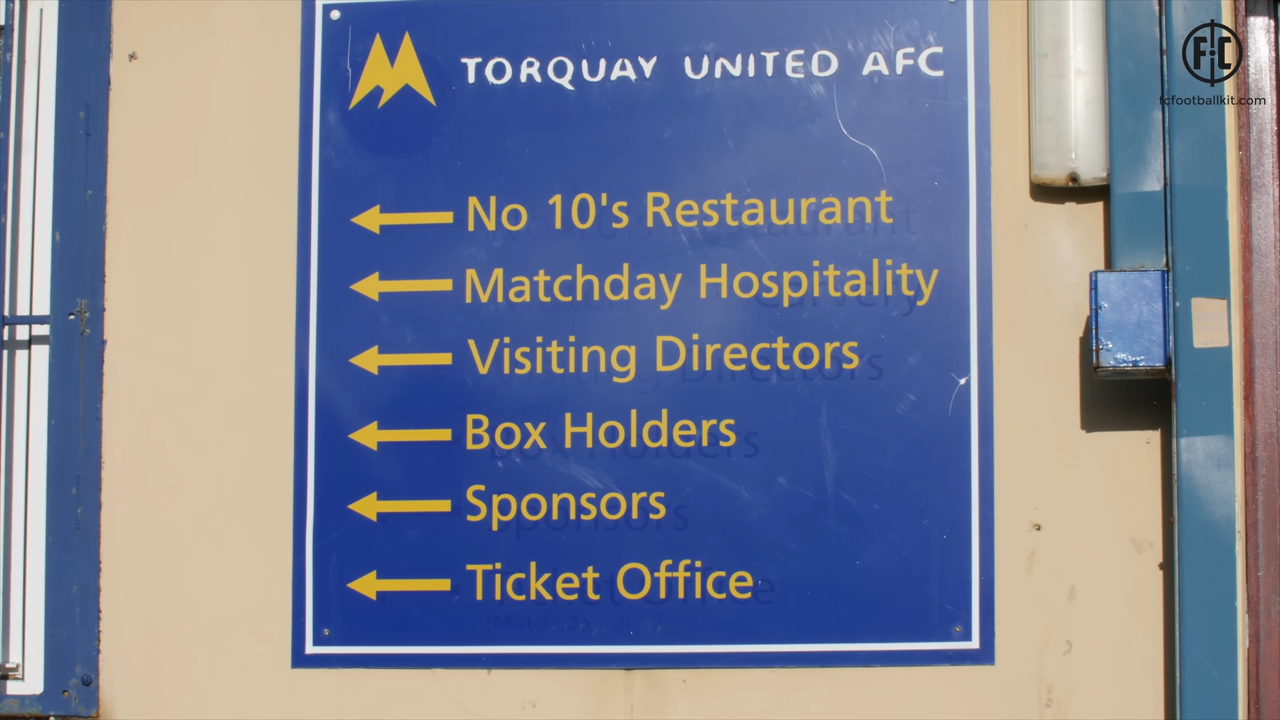 TORQUAY UNITED AFC
No 10's Restaurant
Matchday Hospitality
Visiting Directors
Box Holders
Sponsors
Ticket Office
FC
fcfootballkit.com